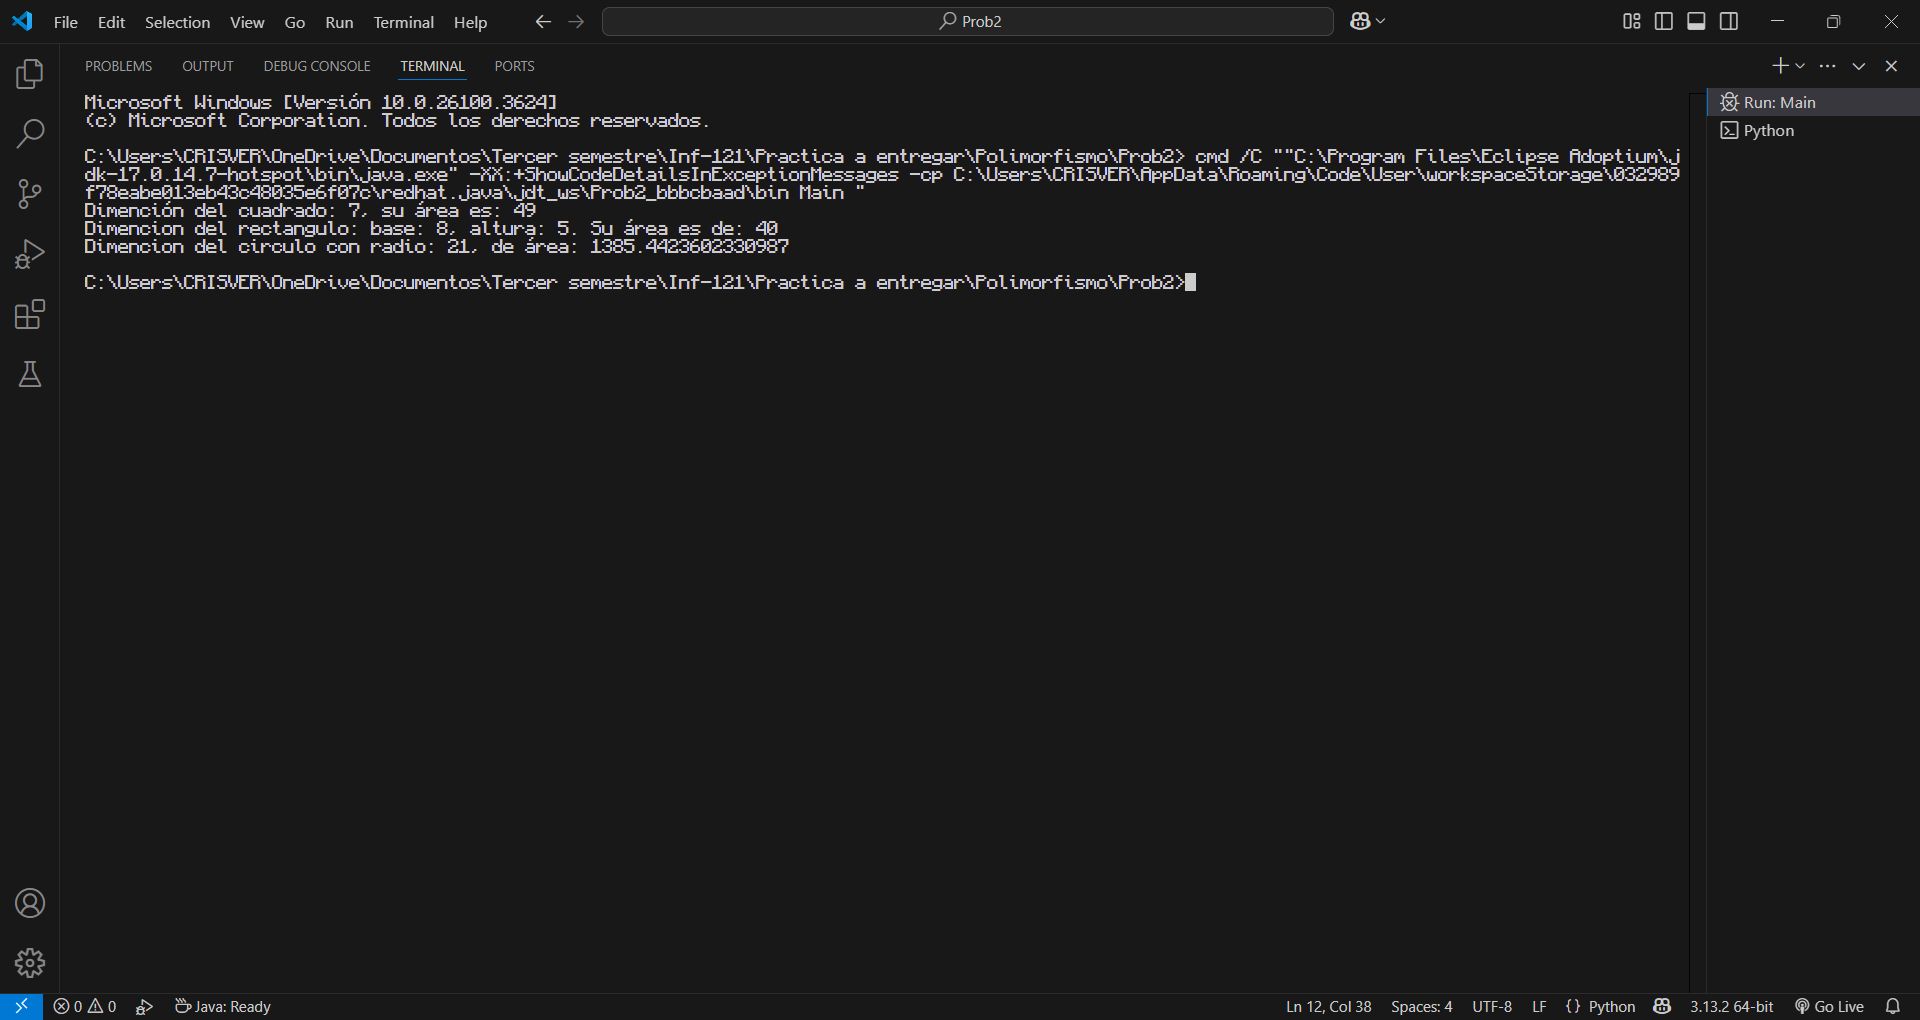 File Edit Selection View Go Run Terminal Help Prob2
PROBLEMS OUTPUT DEBUG CONSOLE TERMINAL PORTS
Microsoft Windows [Versión 10.0.26100.3624]
(c) Microsoft Corporation. Todos los derechos reservados.
C:\Users\CRISVER\OneDrive\Documentos\Tercer semestre\Inf-121\Practica a entregar\Polimorfismo\Prob2> cmd /C ""C:\Program Files\Eclipse Adoptium\j
dk-17.0.14.7-hotspot\bin\java.exe" -XX:+ShowCodeDetailsInExceptionMessages -cp C:\Users\CRISVER\AppData\Roaming\Code\User\workspaceStorage\032989
f78eabe013eb43c48035e6f07c\redhat.java\jdt_ws\Prob2_bbbcbaad\bin Main "
Dimención del cuadrado: 7, su área es: 49
Dimencion del rectangulo: base: 8, altura: 5. Su área es de: 40
Dimencion del circulo con radio: 21, de área: 1385.4423602330987
C:\Users\CRISVER\OneDrive\Documentos\Tercer semestre\Inf-121\Practica a entregar\Polimorfismo\Prob2>
Run: Main
Python
0 0 Java: Ready Ln 12, Col 38 Spaces: 4 UTF-8 LF {} Python 3.13.2 64-bit Go Live